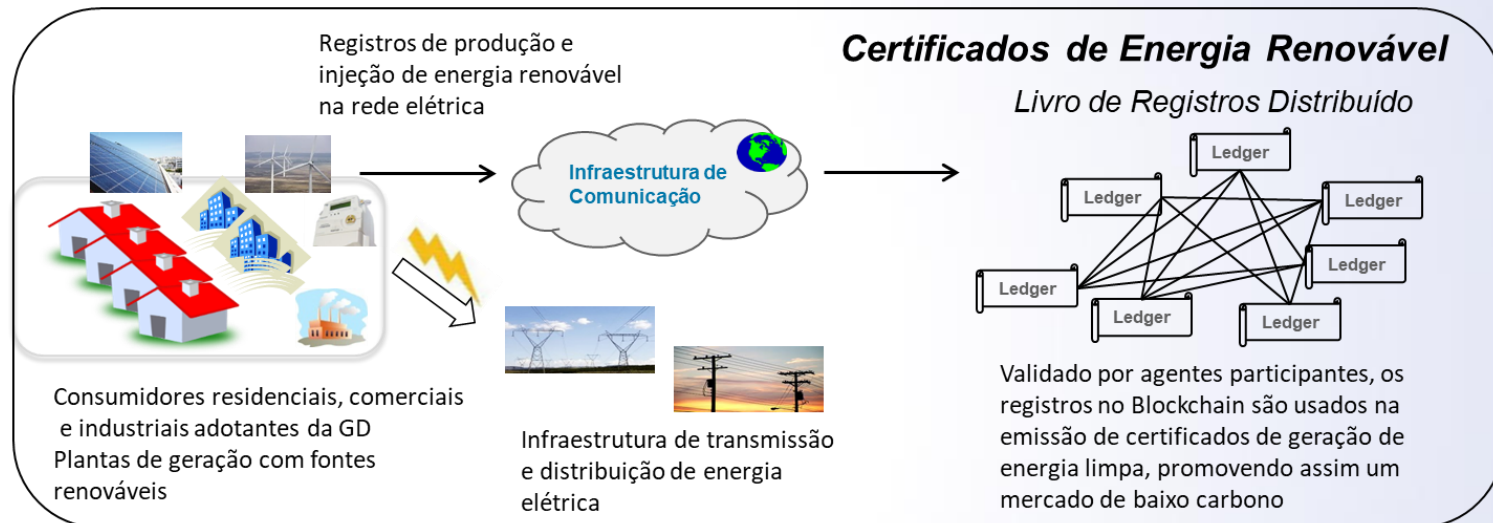 Registros de produção e
injeção de energia renovável
na rede elétrica
Certificados de Energia Renovável
Livro de Registros Distribuído
Infraestrutura de
Comunicação
Ledger
Ledger
Ledger
Ledger
Ledger
Ledger
Ledger
Consumidores residenciais, comerciais
e industriais adotantes da GD
Plantas de geração com fontes
renováveis
Infraestrutura de transmissão
e distribuição de energia
elétrica
Validado por agentes participantes, os
registros no Blockchain são usados na
emissão de certificados de geração de
energia limpa, promovendo assim um
mercado de baixo carbono